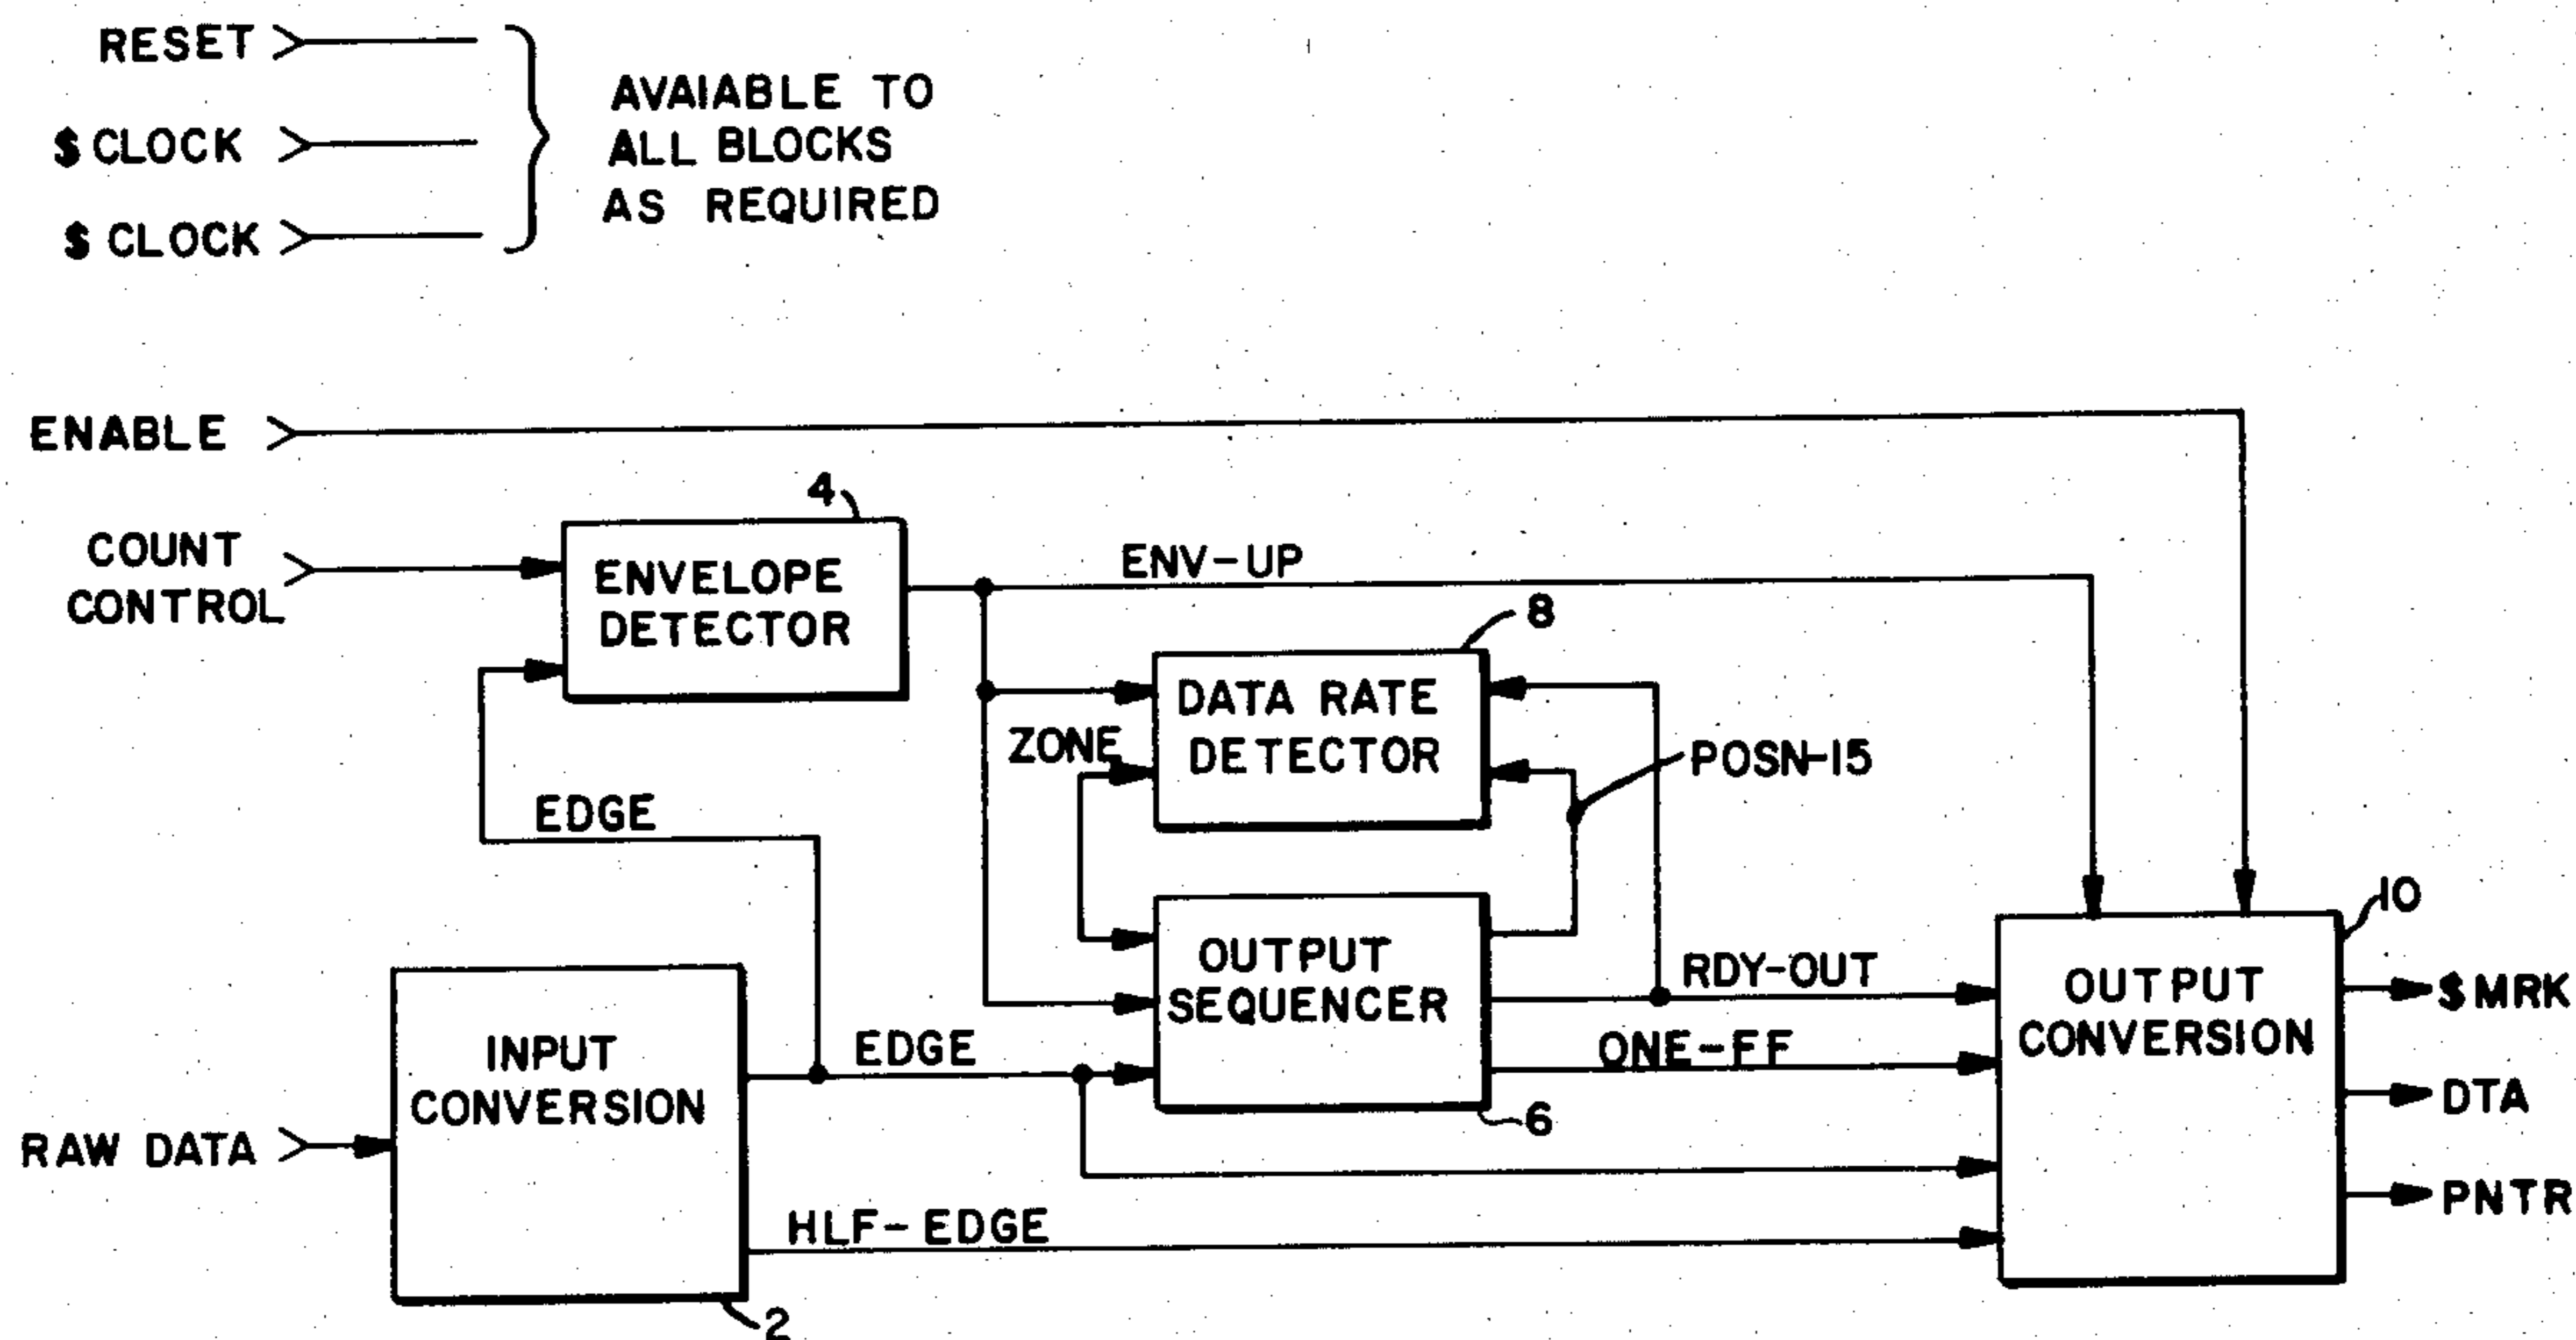 RESET
$ CLOCK
$ CLOCK
AVAIABLE TO
ALL BLOCKS
AS REQUIRED
ENABLE
COUNT
CONTROL
4
ENVELOPE
DETECTOR
ENV-UP
8
DATA RATE
DETECTOR
ZONE
POSN-15
EDGE
10
OUTPUT
SEQUENCER
RDY-OUT
ONE-FF
6
OUTPUT
CONVERSION
$MRK
DTA
PNTR
INPUT
CONVERSION
EDGE
RAW DATA
HLF-EDGE
2